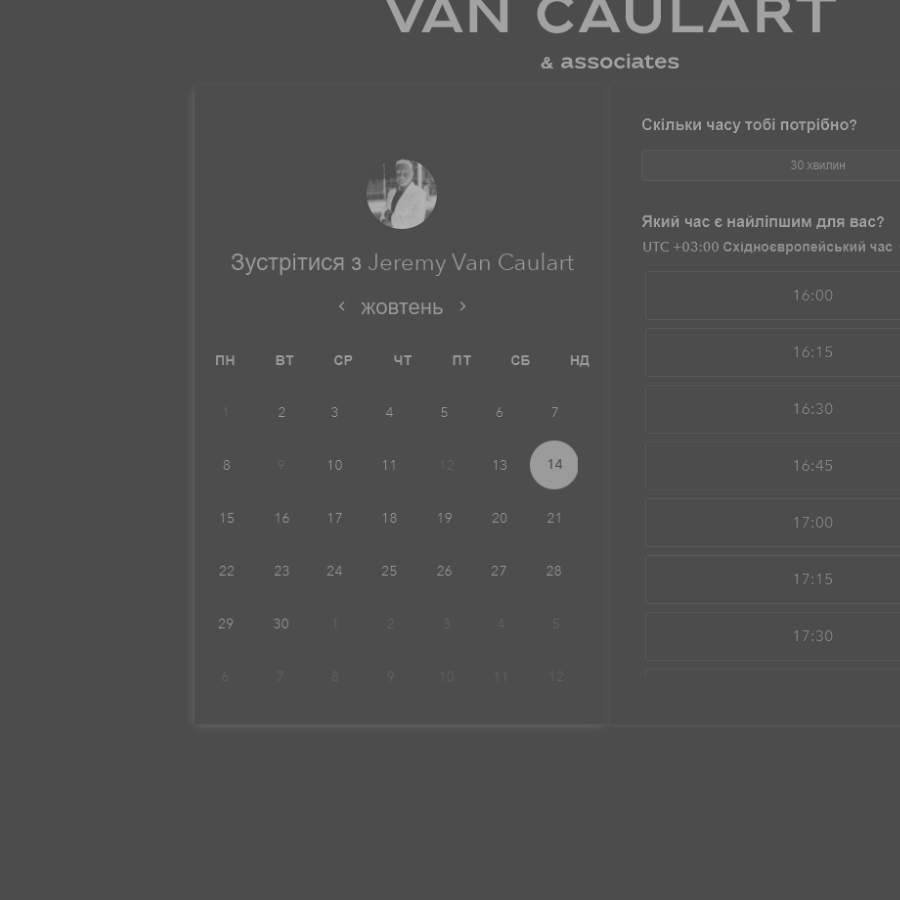 VAN CAULART
& associates
Зустрітися з Jeremy Van Caulart
‹ жовтень ›
ПН ВТ СР ЧТ ПТ СБ НД
1 2 3 4 5 6 7
8 9 10 11 12 13 14
15 16 17 18 19 20 21
22 23 24 25 26 27 28
29 30 1 2 3 4 5
6 7 8 9 10 11 12
Скільки часу тобі потрібно?
30 хвилин
Який час є найліпшим для вас?
UTC +03:00 Східноєвропейський час
16:00
16:15
16:30
16:45
17:00
17:15
17:30